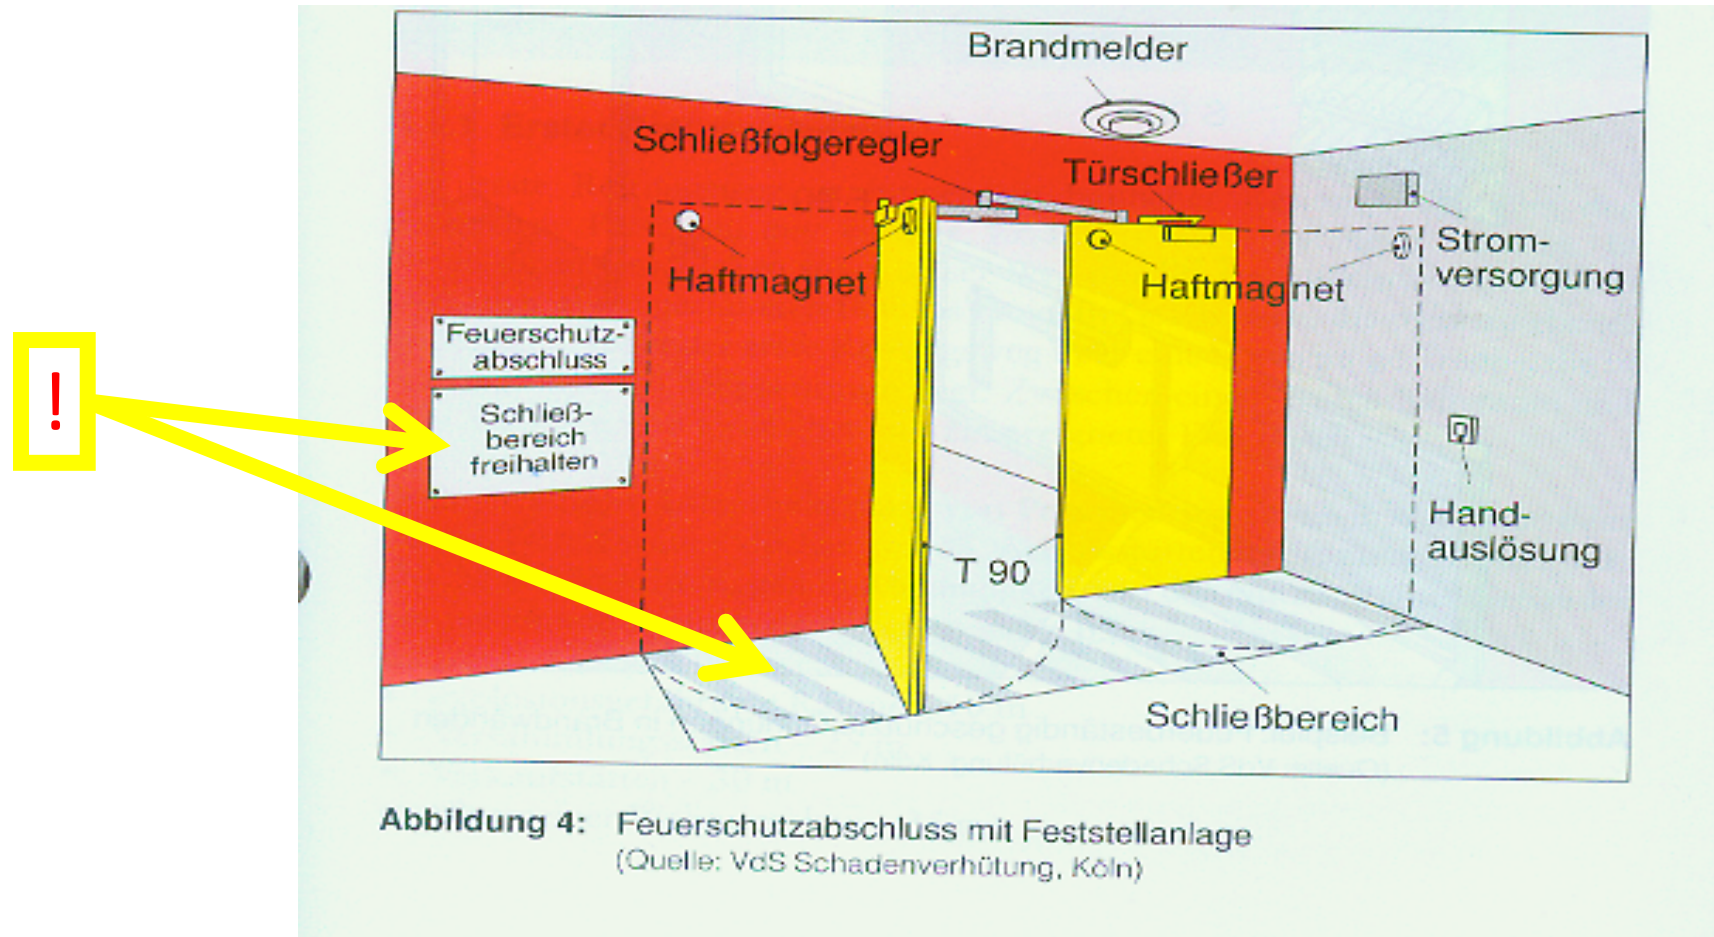 Brandmelder
Schließfolgeregler
Türschließer
Haftmagnet
Haftmagnet
Strom-
versorgung
Feuerschutz-
abschluss
!
Schließ-
bereich
freihalten
Hand-
auslösung
T 90
Schließbereich
Abbildung 4: Feuerschutzabschluss mit Feststellanlage
(Quelle: VdS Schadenverhütung, Köln)